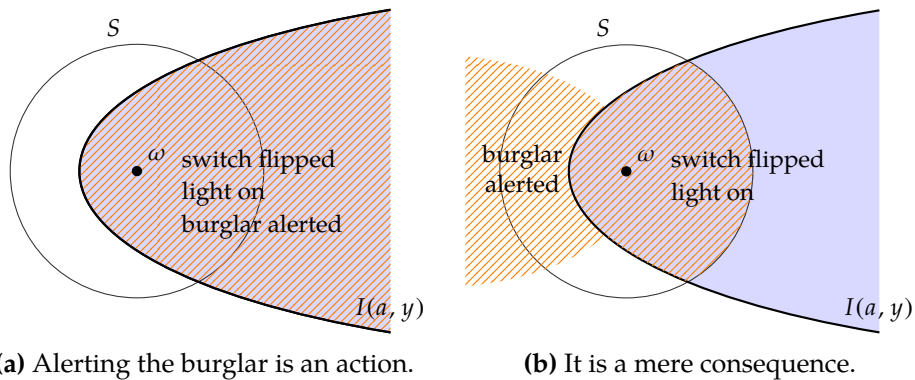 S
ω
switch flipped
light on
burglar alerted
I(a, y)
(a) Alerting the burglar is an action.
S
burglar
alerted
ω
switch flipped
light on
I(a, y)
(b) It is a mere consequence.